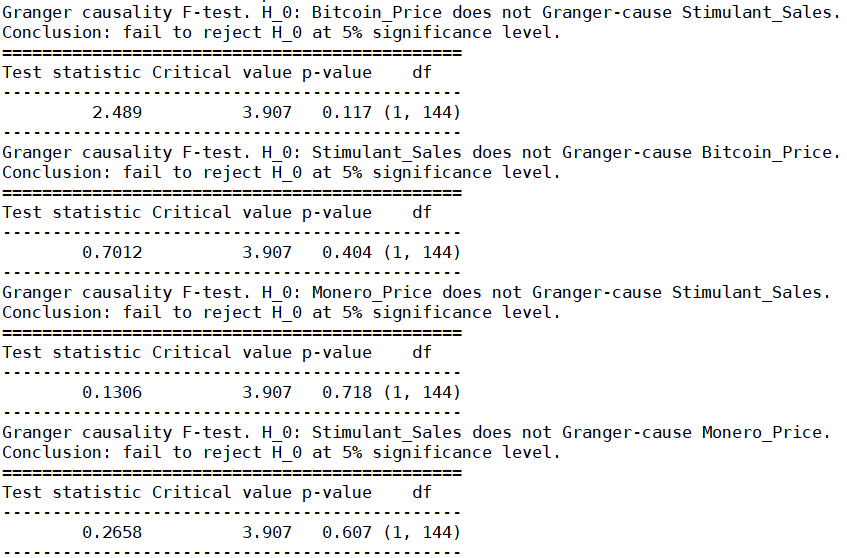 Granger causality F-test. H_0: Bitcoin_Price does not Granger-cause Stimulant_Sales.
Conclusion: fail to reject H_0 at 5% significance level.
==============================================
Test statistic Critical value p-value    df
----------------------------------------------
         2.489          3.907   0.117 (1, 144)
----------------------------------------------
Granger causality F-test. H_0: Stimulant_Sales does not Granger-cause Bitcoin_Price.
Conclusion: fail to reject H_0 at 5% significance level.
==============================================
Test statistic Critical value p-value    df
----------------------------------------------
        0.7012          3.907   0.404 (1, 144)
----------------------------------------------
Granger causality F-test. H_0: Monero_Price does not Granger-cause Stimulant_Sales.
Conclusion: fail to reject H_0 at 5% significance level.
==============================================
Test statistic Critical value p-value    df
----------------------------------------------
        0.1306          3.907   0.718 (1, 144)
----------------------------------------------
Granger causality F-test. H_0: Stimulant_Sales does not Granger-cause Monero_Price.
Conclusion: fail to reject H_0 at 5% significance level.
==============================================
Test statistic Critical value p-value    df
----------------------------------------------
        0.2658          3.907   0.607 (1, 144)
----------------------------------------------